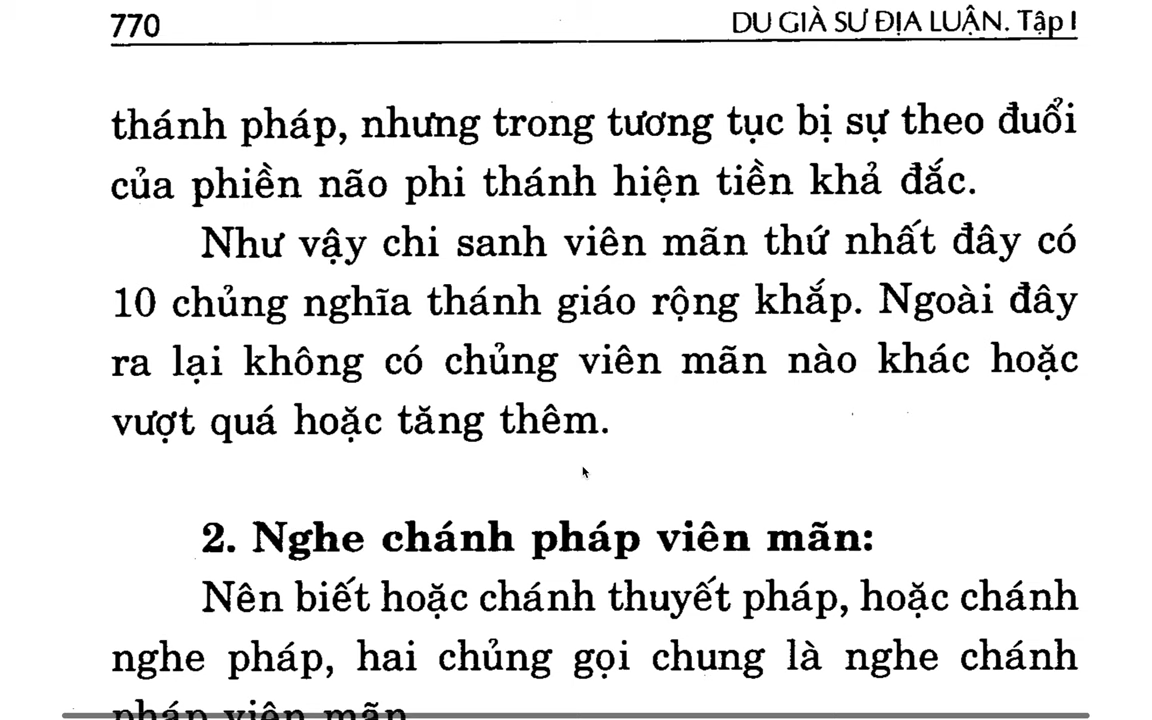 770 DU GIÀ SƯ ĐỊA LUẬN. Tập I
thánh pháp, nhưng trong tương tục bị sự theo đuổi
của phiền não phi thánh hiện tiền khả đắc.
Như vậy chi sanh viên mãn thứ nhất đây có
10 chủng nghĩa thánh giáo rộng khắp. Ngoài đây
ra lại không có chủng viên mãn nào khác hoặc
vượt quá hoặc tăng thêm.
2. Nghe chánh pháp viên mãn:
Nên biết hoặc chánh thuyết pháp, hoặc chánh
nghe pháp, hai chủng gọi chung là nghe chánh
pháp viên mãn